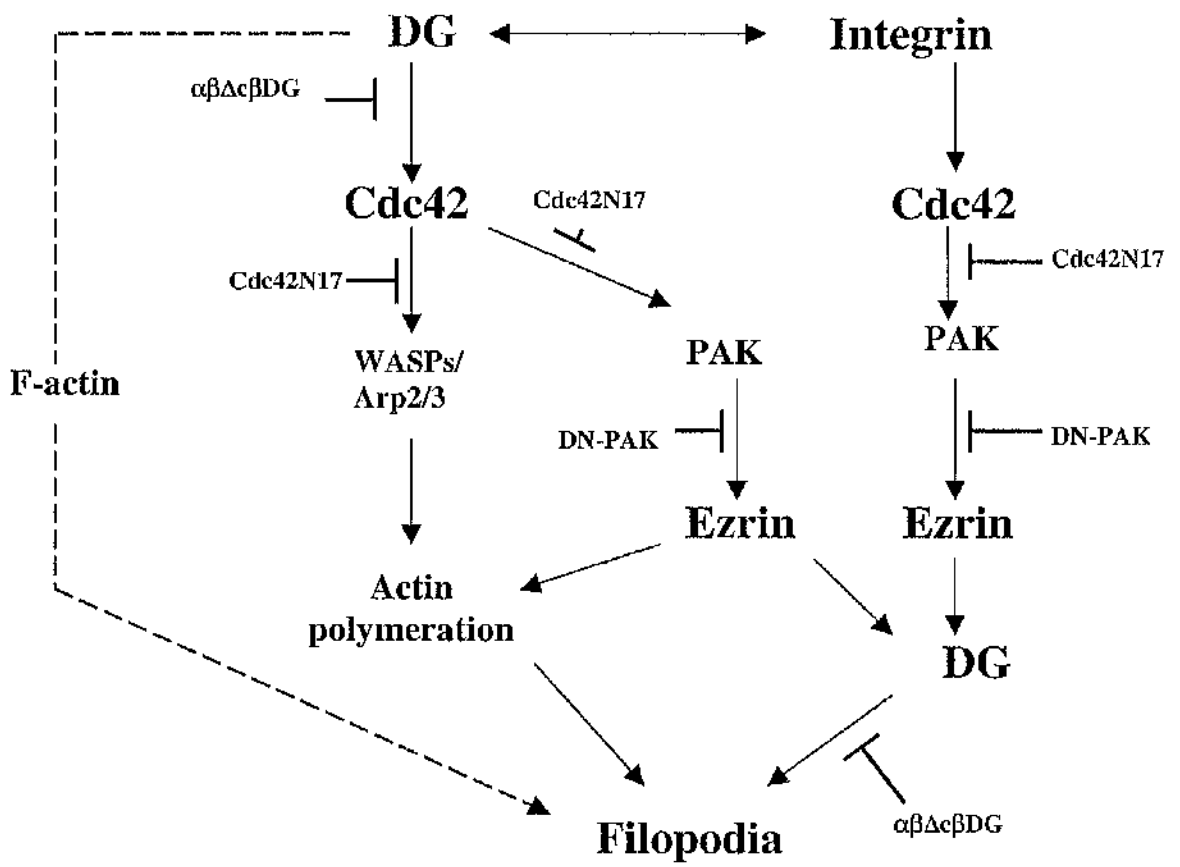 DG
Integrin
αβΔcβDG
Cdc42
Cdc42N17
Cdc42
Cdc42N17
Cdc42N17
WASPs/
Arp2/3
PAK
PAK
F-actin
DN-PAK
DN-PAK
Ezrin
Ezrin
Actin
polymeration
DG
αβΔcβDG
Filopodia